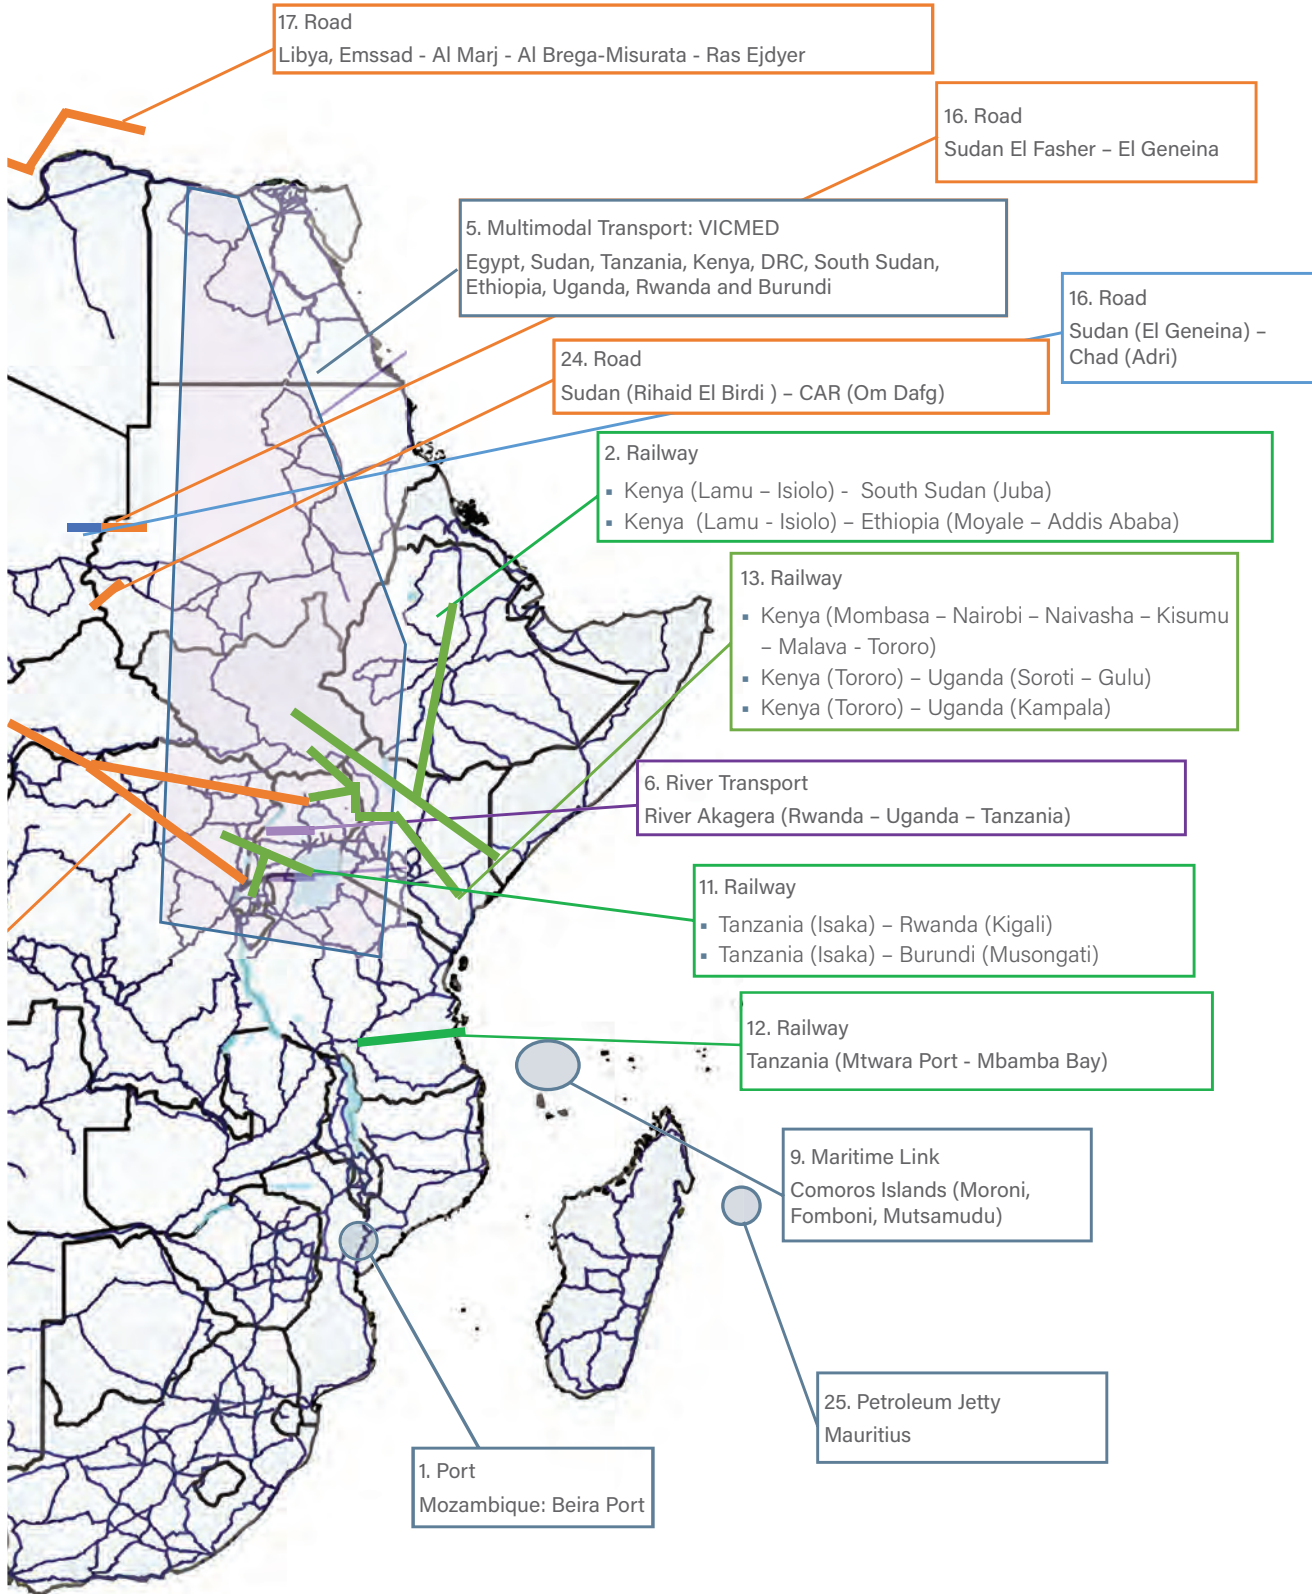 17. Road
Libya, Emssad - Al Marj - Al Brega-Misurata - Ras Ejdyer
16. Road
Sudan El Fasher – El Geneina
5. Multimodal Transport: VICMED
Egypt, Sudan, Tanzania, Kenya, DRC, South Sudan,
Ethiopia, Uganda, Rwanda and Burundi
16. Road
Sudan (El Geneina) –
Chad (Adri)
24. Road
Sudan (Rihaid El Birdi ) – CAR (Om Dafg)
2. Railway
▪ Kenya (Lamu – Isiolo) - South Sudan (Juba)
▪ Kenya (Lamu - Isiolo) – Ethiopia (Moyale – Addis Ababa)
13. Railway
▪ Kenya (Mombasa – Nairobi – Naivasha – Kisumu
– Malava - Tororo)
▪ Kenya (Tororo) – Uganda (Soroti – Gulu)
▪ Kenya (Tororo) – Uganda (Kampala)
6. River Transport
River Akagera (Rwanda – Uganda – Tanzania)
11. Railway
▪ Tanzania (Isaka) – Rwanda (Kigali)
▪ Tanzania (Isaka) – Burundi (Musongati)
12. Railway
Tanzania (Mtwara Port - Mbamba Bay)
9. Maritime Link
Comoros Islands (Moroni,
Fomboni, Mutsamudu)
25. Petroleum Jetty
Mauritius
1. Port
Mozambique: Beira Port